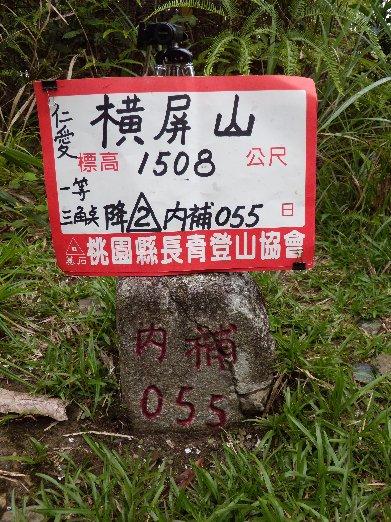 仁愛
橫屏山
標高 1508 公尺
一等
三角點 降 2 內補055
桃園縣長青登山協會
內補
055